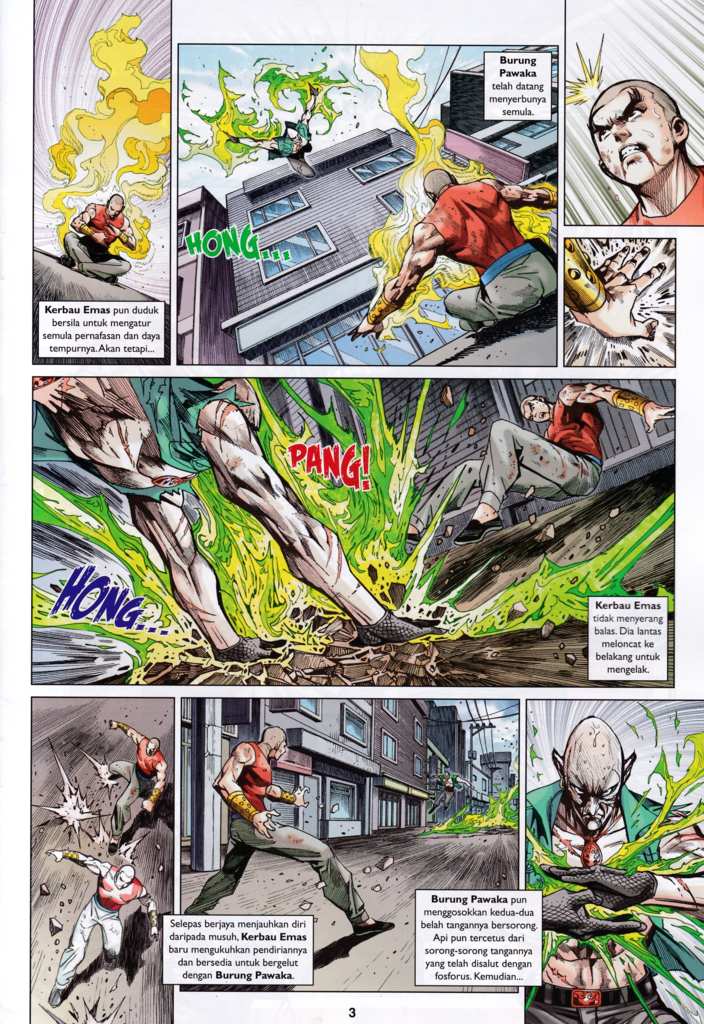 Kerbau Emas pun duduk
bersila untuk mengatur
semula pernafasan dan daya
tempurnya. Akan tetapi...
Burung
Pawaka
telah datang
menyerbunya
semula.
HONG...
PANG!
HONG...
Kerbau Emas
tidak menyerang
balas. Dia lantas
meloncat ke
belakang untuk
mengelak.
Selepas berjaya menjauhkan diri
daripada musuh, Kerbau Emas
baru mengukuhkan pendiriannya
dan bersedia untuk bergelut
dengan Burung Pawaka.
Burung Pawaka pun
menggosokkan kedua-dua
belah tangannya bersorong.
Api pun tercetus dari
sorong-sorong tangannya
yang telah disalut dengan
fosforus. Kemudian...
3